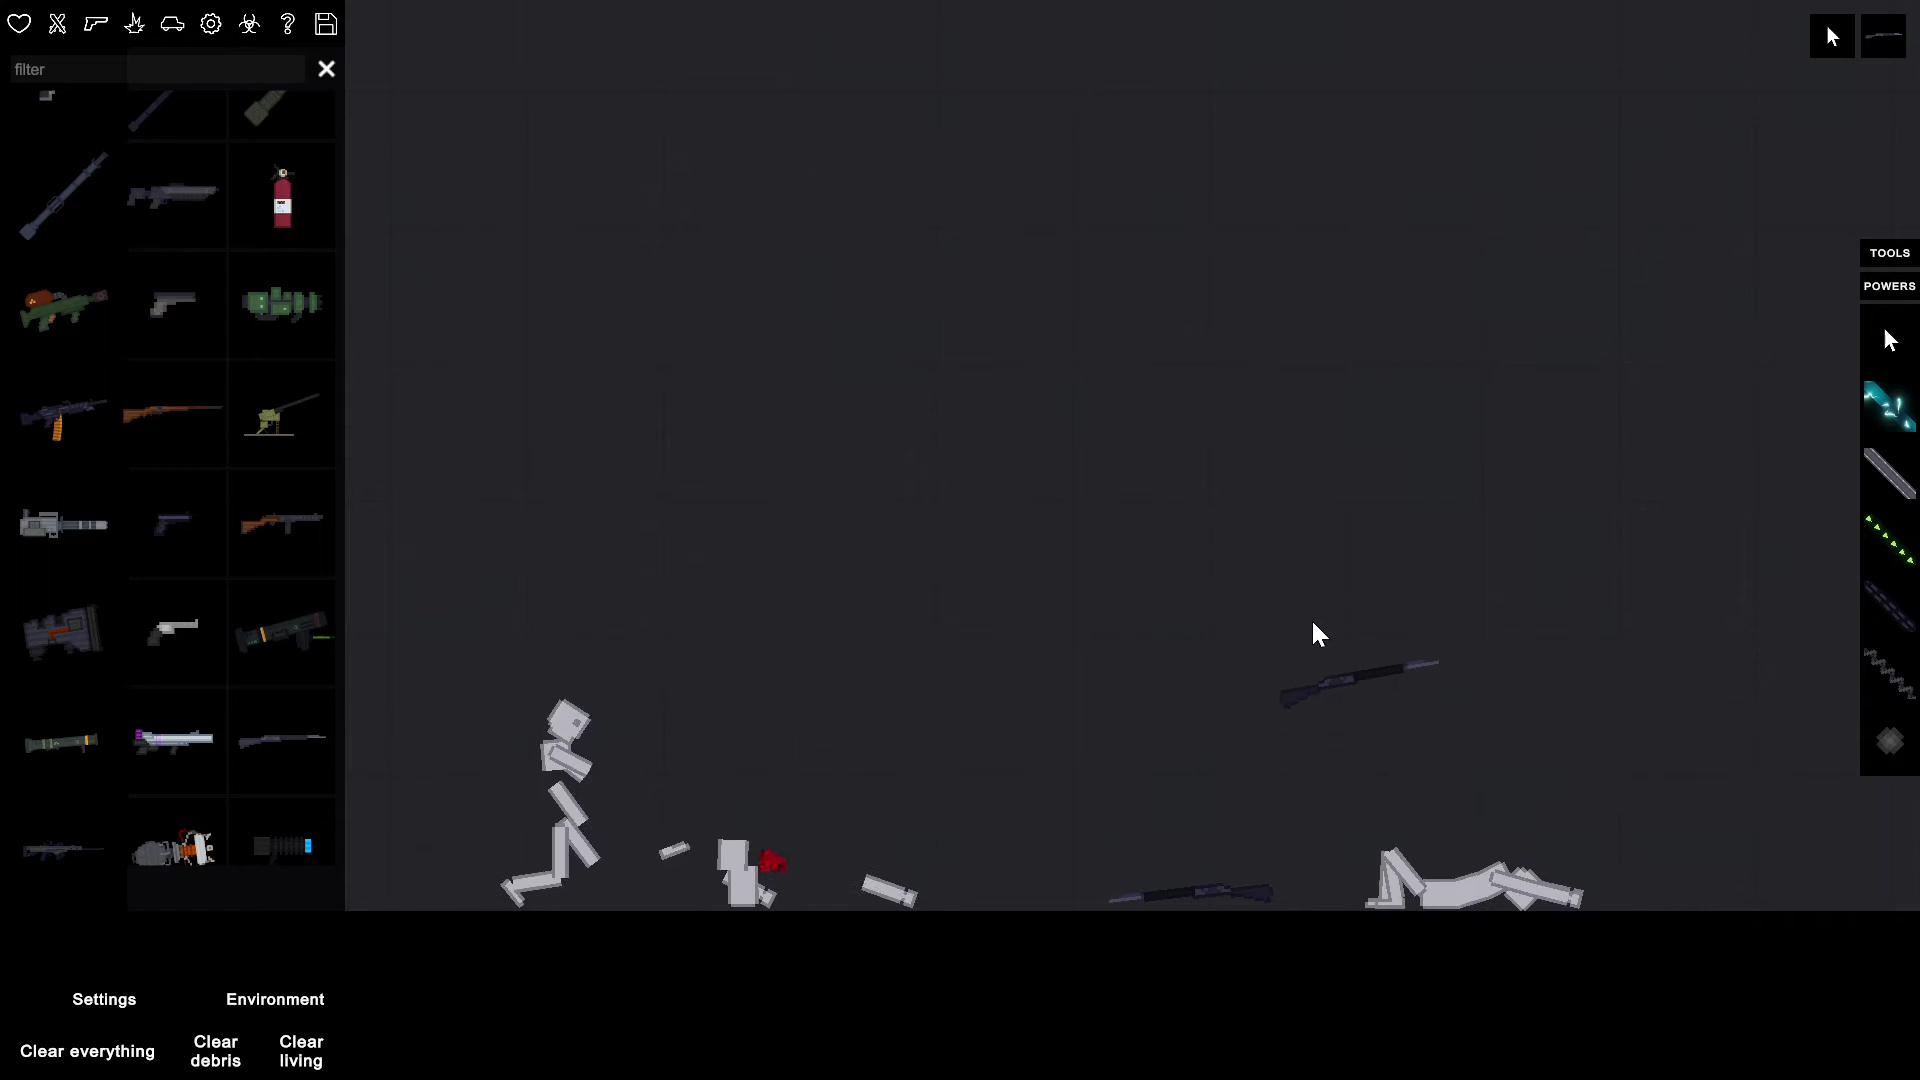 filter
TOOLS
POWERS
Settings
Environment
Clear everything
Clear
debris
Clear
living